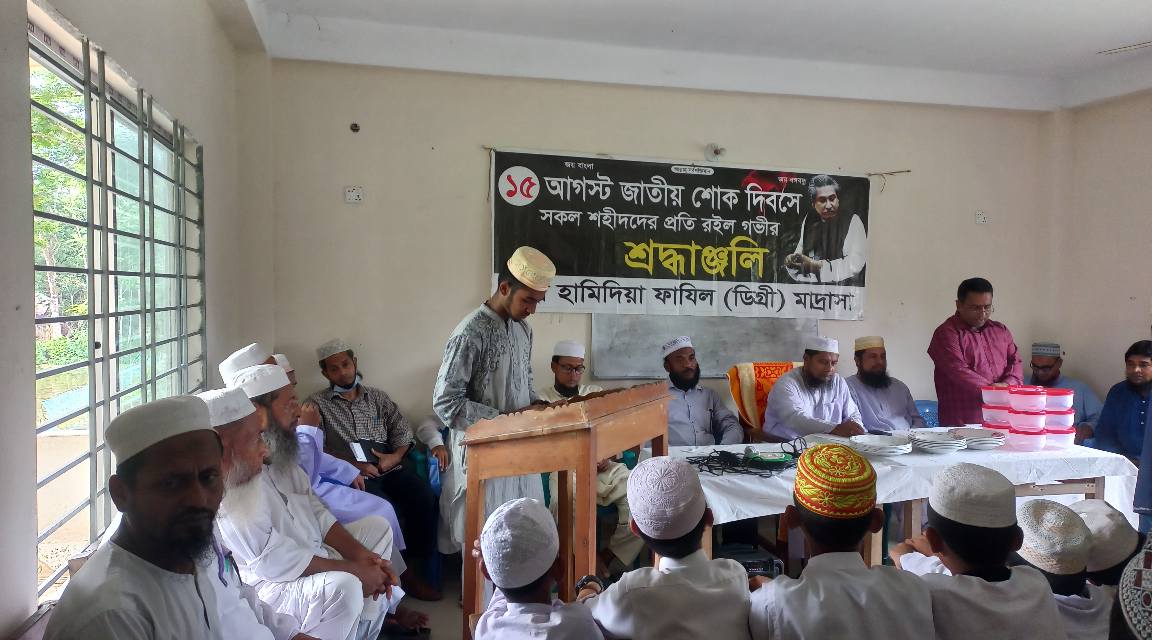 জয় বাংলা
জয় বঙ্গবন্ধু
১৫ আগস্ট জাতীয় শোক দিবসে
সকল শহীদদের প্রতি রইল গভীর
শ্রদ্ধাঞ্জলি
হামিদিয়া ফাযিল (ডিগ্রী) মাদ্রাসা